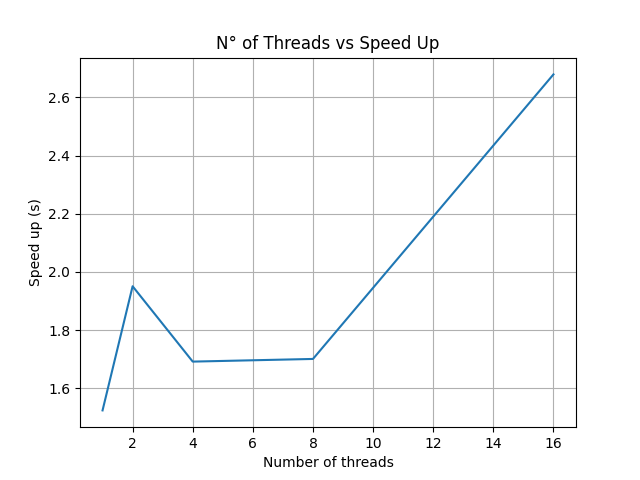 N° of Threads vs Speed Up
Speed up (s)
2.6
2.4
2.2
2.0
1.8
1.6
2 4 6 8 10 12 14 16
Number of threads